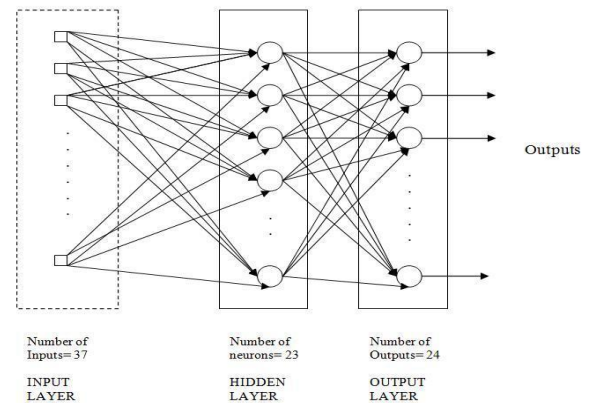 Outputs
Number of
Inputs= 37
INPUT
LAYER
Number of
neurons= 23
HIDDEN
LAYER
Number of
Outputs= 24
OUTPUT
LAYER